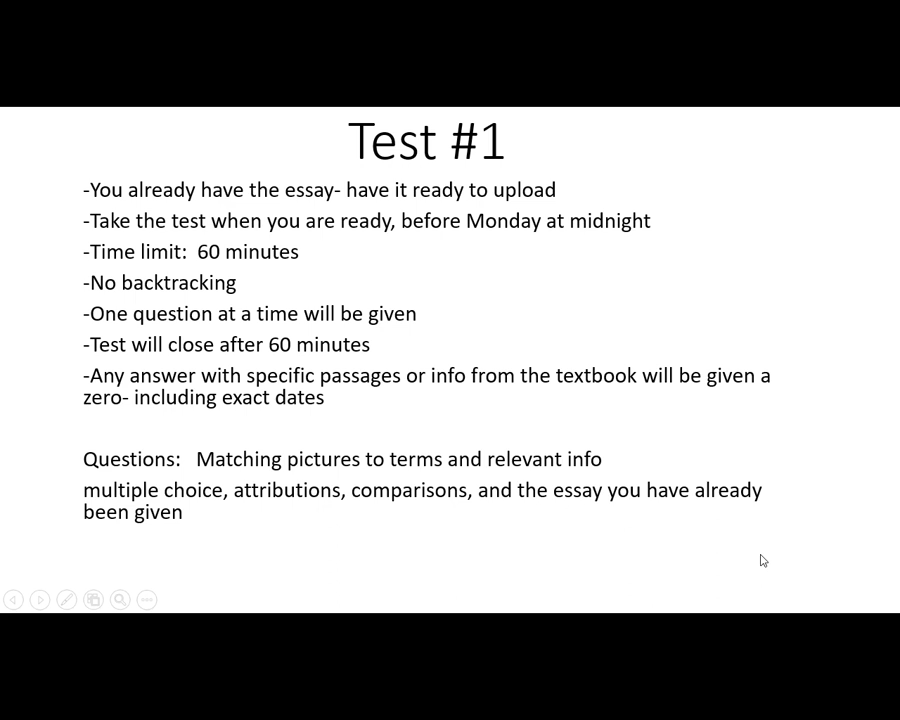 Test #1
-You already have the essay- have it ready to upload
-Take the test when you are ready, before Monday at midnight
-Time limit:  60 minutes
-No backtracking
-One question at a time will be given
-Test will close after 60 minutes
-Any answer with specific passages or info from the textbook will be given a
zero- including exact dates
Questions:   Matching pictures to terms and relevant info
multiple choice, attributions, comparisons, and the essay you have already
been given